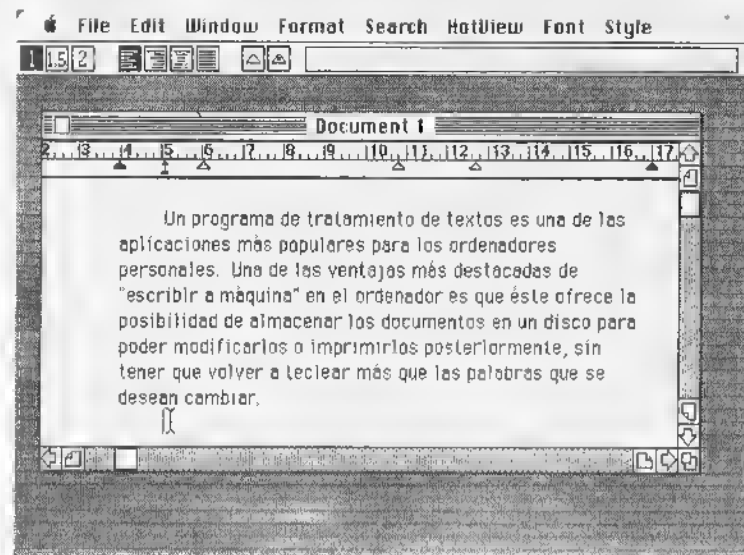 File Edit Window Format Search HotView Font Style
1 1.5 2
Document 1
2 3 4 5 6 7 8 9 10 11 12 13 14 15 16 17
Un programa de tratamiento de textos es una de las
aplicaciones más populares para los ordenadores
personales. Una de las ventajas más destacadas de
"escribir a máquina" en el ordenador es que éste ofrece la
posibilidad de almacenar los documentos en un disco para
poder modificarlos o imprimirlos posteriormente, sin
tener que volver a teclear más que las palabras que se
desean cambiar.